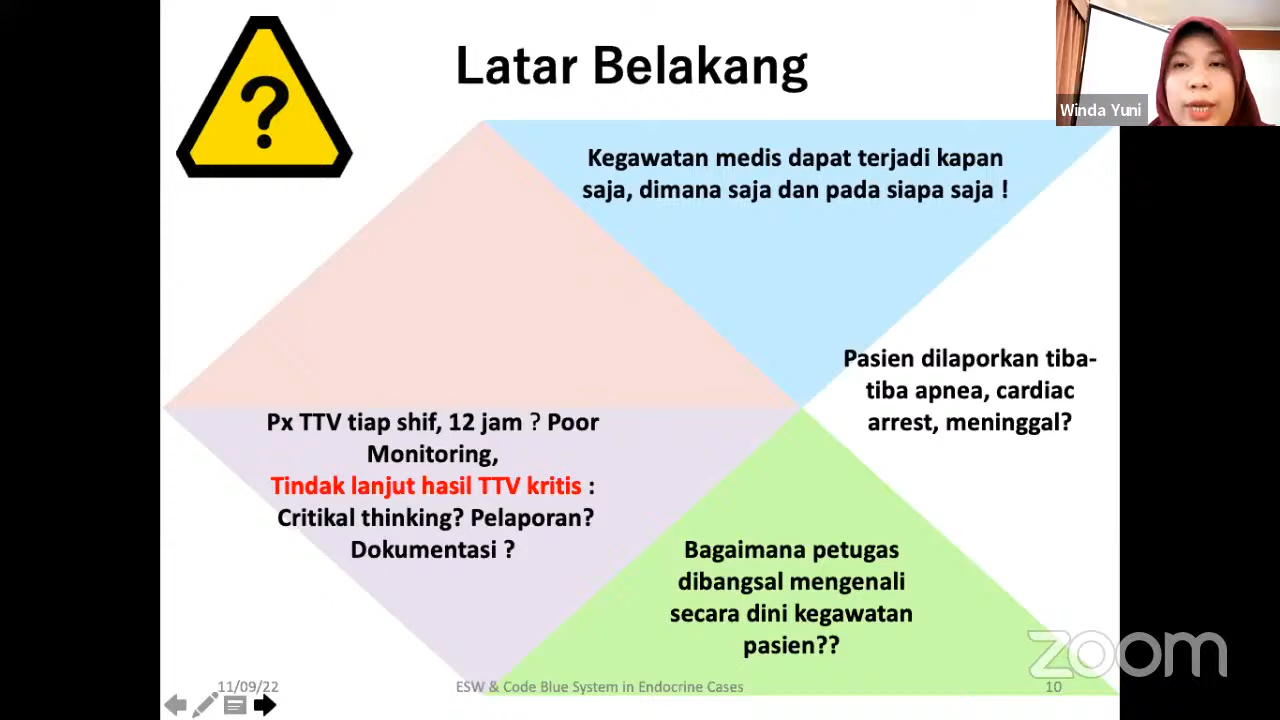 ?
Latar Belakang
Winda Yuni
Kegawatan medis dapat terjadi kapan
saja, dimana saja dan pada siapa saja !
Pasien dilaporkan tiba-
tiba apnea, cardiac
arrest, meninggal?
Px TTV tiap shif, 12 jam ? Poor
Monitoring,
Tindak lanjut hasil TTV kritis :
Critikal thinking? Pelaporan?
Dokumentasi ?
Bagaimana petugas
dibangsal mengenali
secara dini kegawatan
pasien??
zoom
11/09/22
ESW & Code Blue System in Endocrine Cases
10